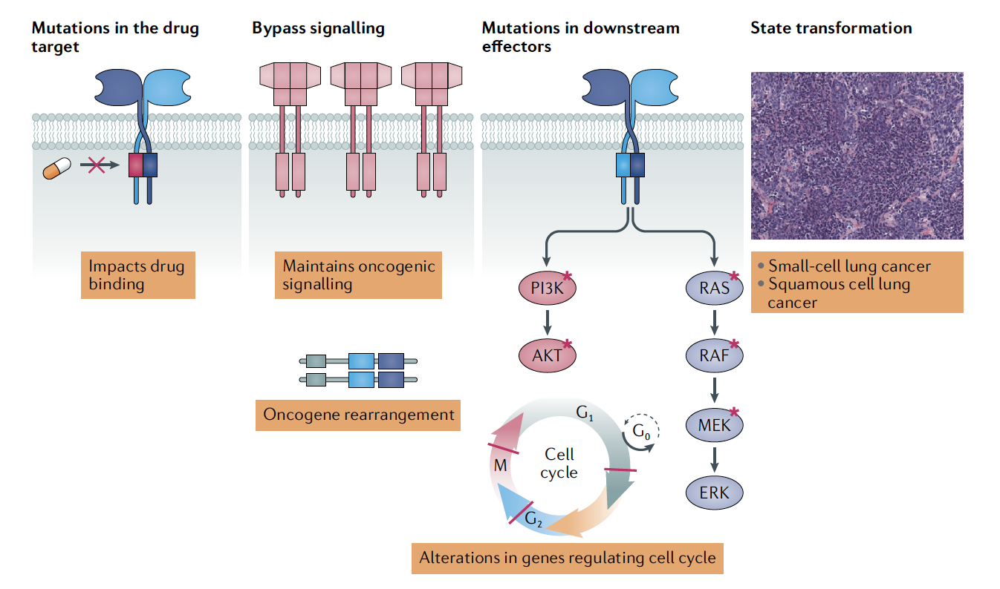 Mutations in the drug
target
Impacts drug
binding
Bypass signalling
Maintains oncogenic
signalling
Oncogene rearrangement
Mutations in downstream
effectors
PI3K*
AKT*
RAS*
RAF*
MEK*
ERK
G₁
G₀
Cell
cycle
M
G₂
Alterations in genes regulating cell cycle
State transformation
• Small-cell lung cancer
• Squamous cell lung
cancer